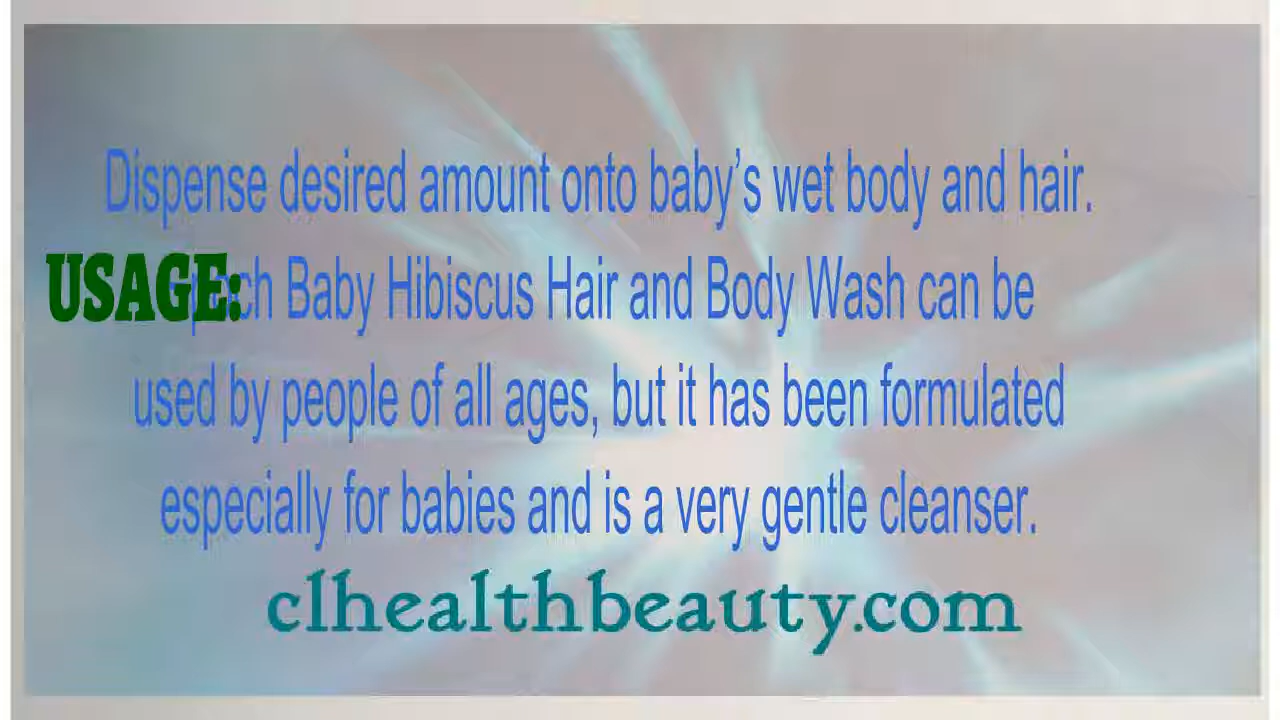 Dispense desired amount onto baby's wet body and hair.
USAGE:
Baby Hibiscus Hair and Body Wash can be
used by people of all ages, but it has been formulated
especially for babies and is a very gentle cleanser.
clhealthbeauty.com